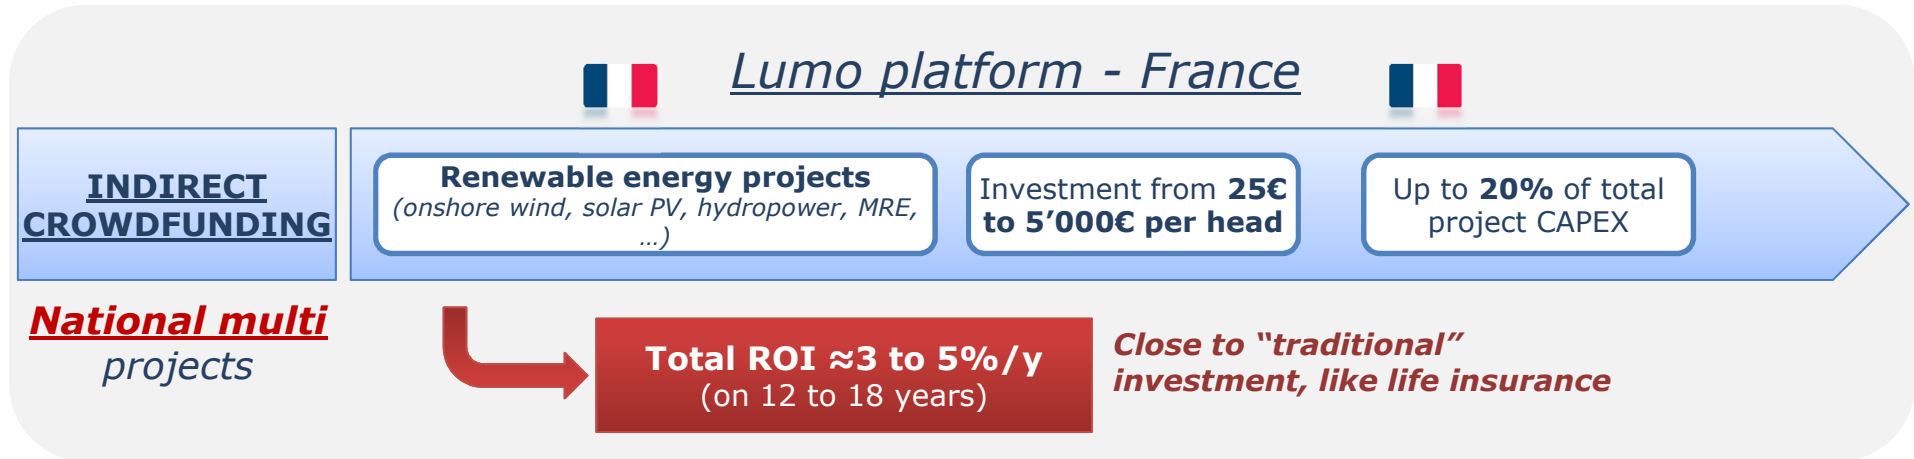 Lumo platform - France
INDIRECT
CROWDFUNDING
Renewable energy projects
(onshore wind, solar PV, hydropower, MRE,
…)
Investment from 25€
to 5’000€ per head
Up to 20% of total
project CAPEX
National multi
projects
Total ROI ≈3 to 5%/y
(on 12 to 18 years)
Close to “traditional”
investment, like life insurance